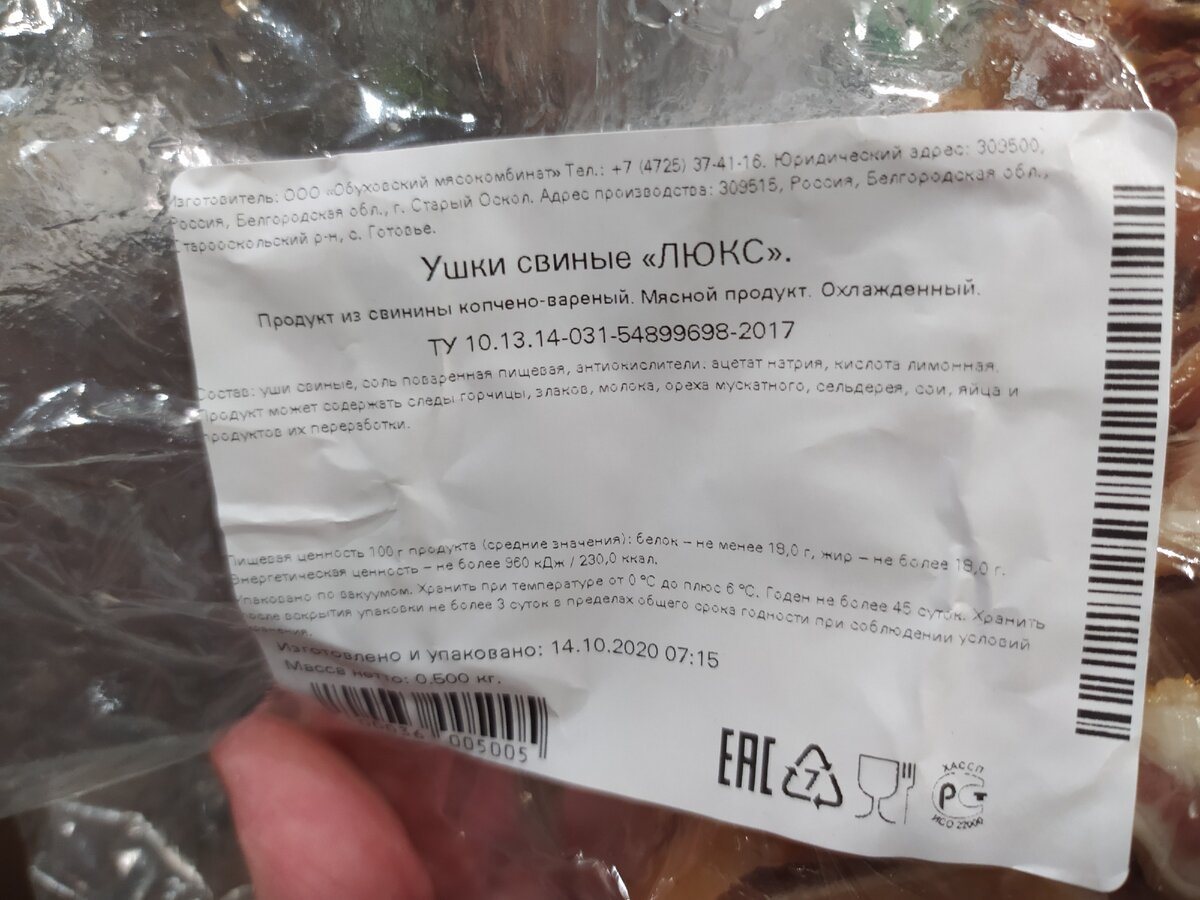 Изготовитель: ООО «Обуховский мясокомбинат» Тел.: +7 (4725) 37-41-16. Юридический адрес: 309500,
Россия, Белгородская обл., г. Старый Оскол. Адрес производства: 309515, Россия, Белгородская обл.,
Старооскольский р-н, с. Готовье.
Ушки свиные «ЛЮКС».
Продукт из свинины копчено-вареный. Мясной продукт. Охлажденный.
ТУ 10.13.14-031-54899698-2017
Состав: уши свиные, соль поваренная пищевая, антиокислители: ацетат натрия, кислота лимонная.
Продукт может содержать следы горчицы, злаков, молока, ореха мускатного, сельдерея, сои, яйца и
продуктов их переработки.
Пищевая ценность 100 г продукта (средние значения): белок – не менее 18,0 г, жир – не более 18,0 г.
Энергетическая ценность – не более 960 кДж / 230,0 ккал.
Упаковано по вакуумом. Хранить при температуре от 0 °С до плюс 6 °С. Годен не более 45 суток. Хранить
после вскрытия упаковки не более 3 суток в пределах общего срока годности при соблюдении условий
хранения.
Изготовлено и упаковано: 14.10.2020 07:15
Масса нетто: 0,500 кг.
005005
ЕАС
7
ХАССП
РСТ
ИСО 22000